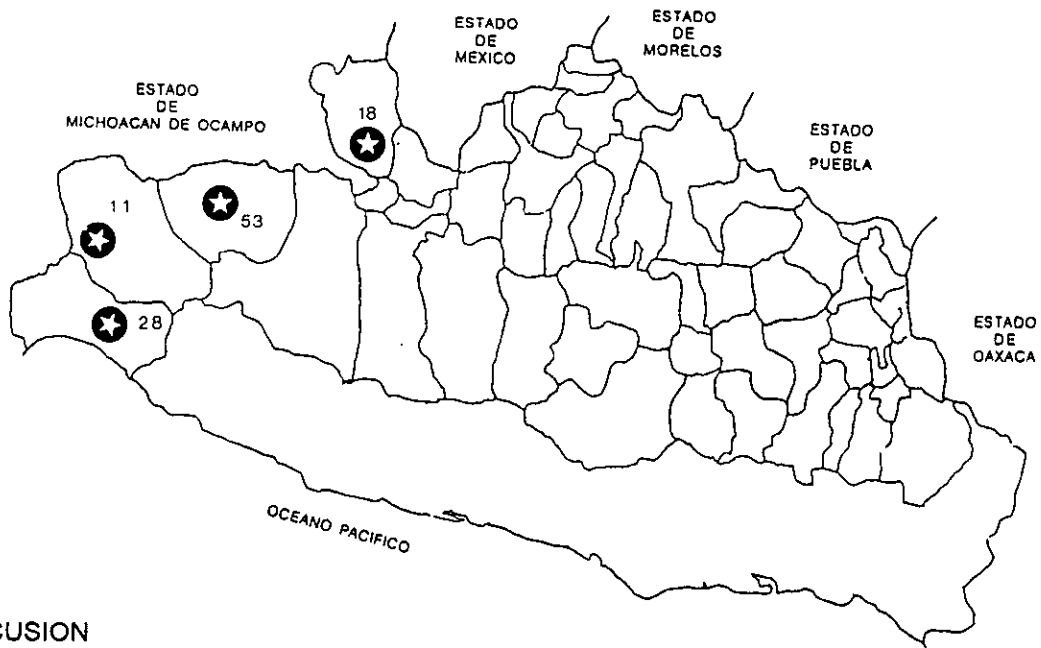 ESTADO
DE
MEXICO
ESTADO
DE
MORELOS
ESTADO
DE
MICHOACAN DE OCAMPO
18
ESTADO
DE
PUEBLA
11
53
28
ESTADO
DE
OAXACA
OCEANO PACIFICO
CUSION